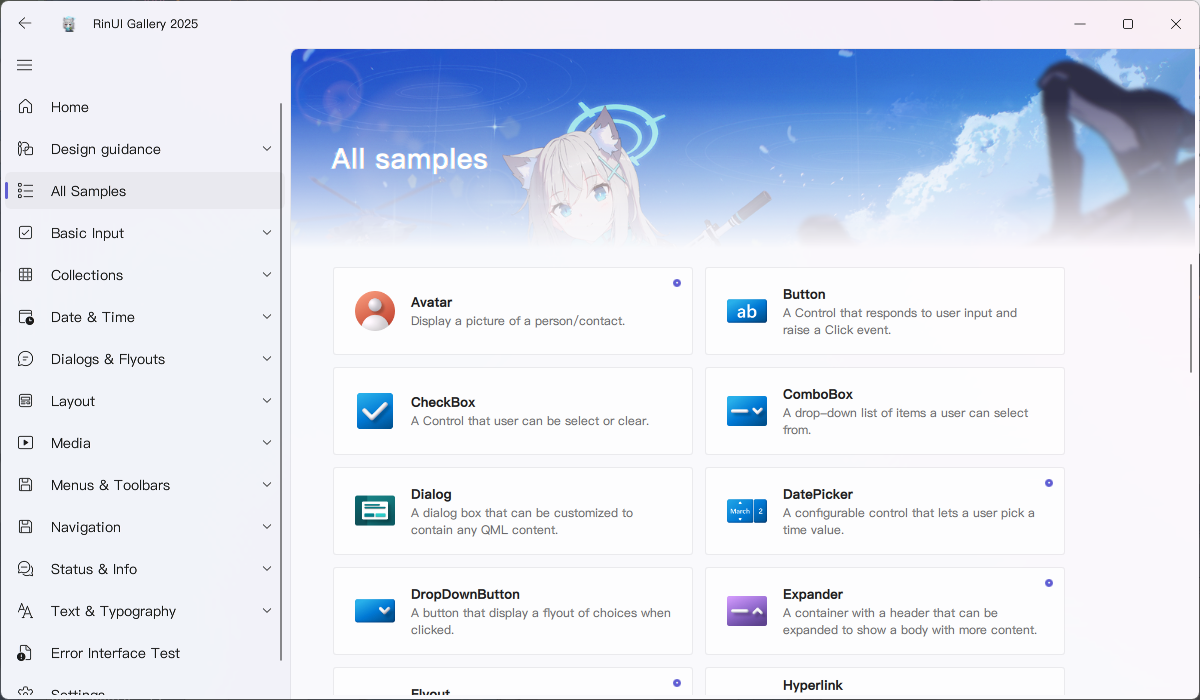 RinUI Gallery 2025
Home
Design guidance
All Samples
Basic Input
Collections
Date & Time
Dialogs & Flyouts
Layout
Media
Menus & Toolbars
Navigation
Status & Info
Text & Typography
Error Interface Test
Settings
All samples
Avatar
Display a picture of a person/contact.
ab
Button
A Control that responds to user input and
raise a Click event.
CheckBox
A Control that user can be select or clear.
ComboBox
A drop-down list of items a user can select
from.
Dialog
A dialog box that can be customized to
contain any QML content.
March 2
DatePicker
A configurable control that lets a user pick a
time value.
DropDownButton
A button that display a flyout of choices when
clicked.
Expander
A container with a header that can be
expanded to show a body with more content.
Flyout
Hyperlink